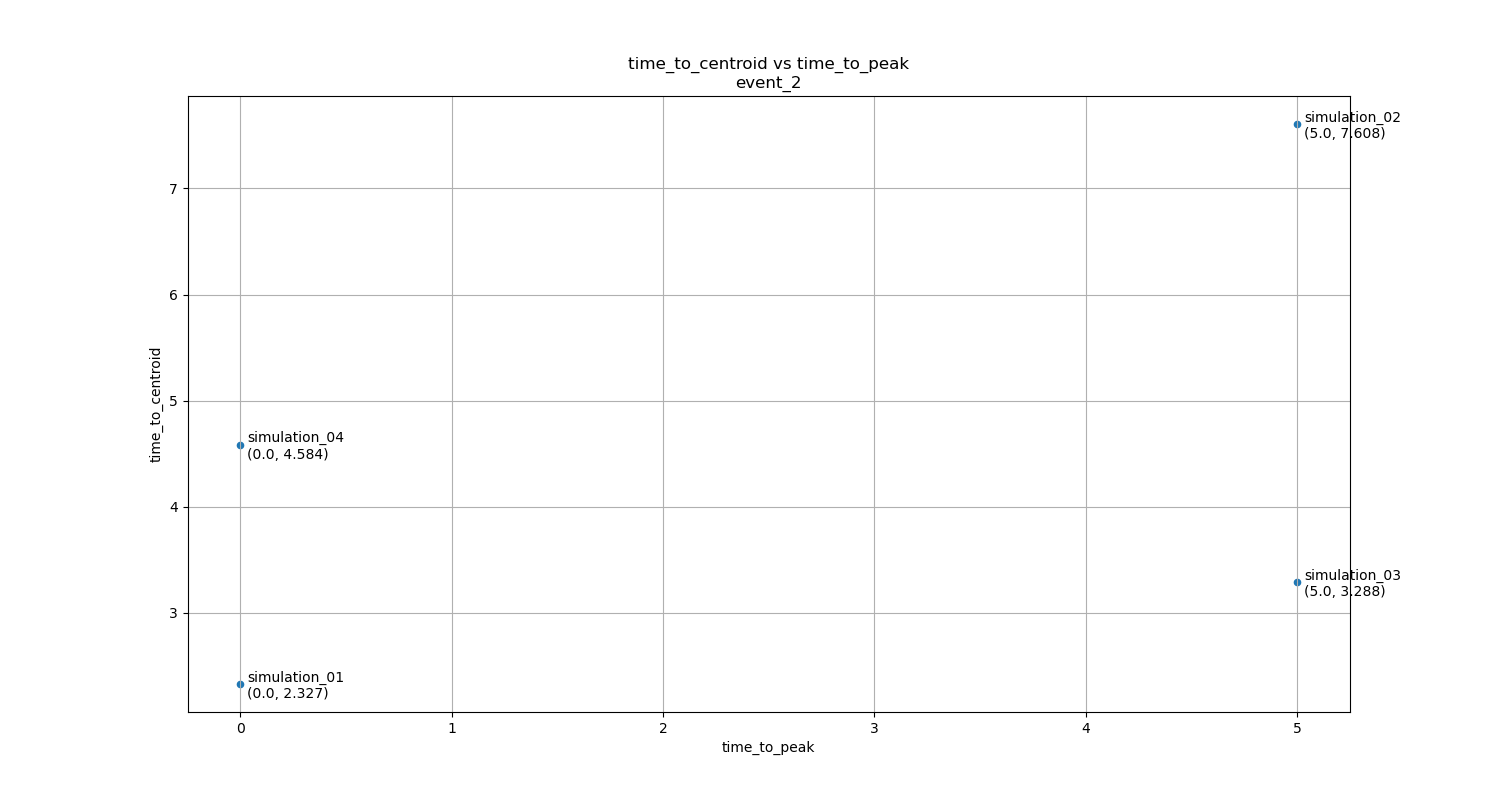 time_to_centroid vs time_to_peak
event_2
simulation_02
(5.0, 7.608)
7
6
time_to_centroid
5
simulation_04
(0.0, 4.584)
4
simulation_03
(5.0, 3.288)
3
simulation_01
(0.0, 2.327)
0 1 2 3 4 5
time_to_peak